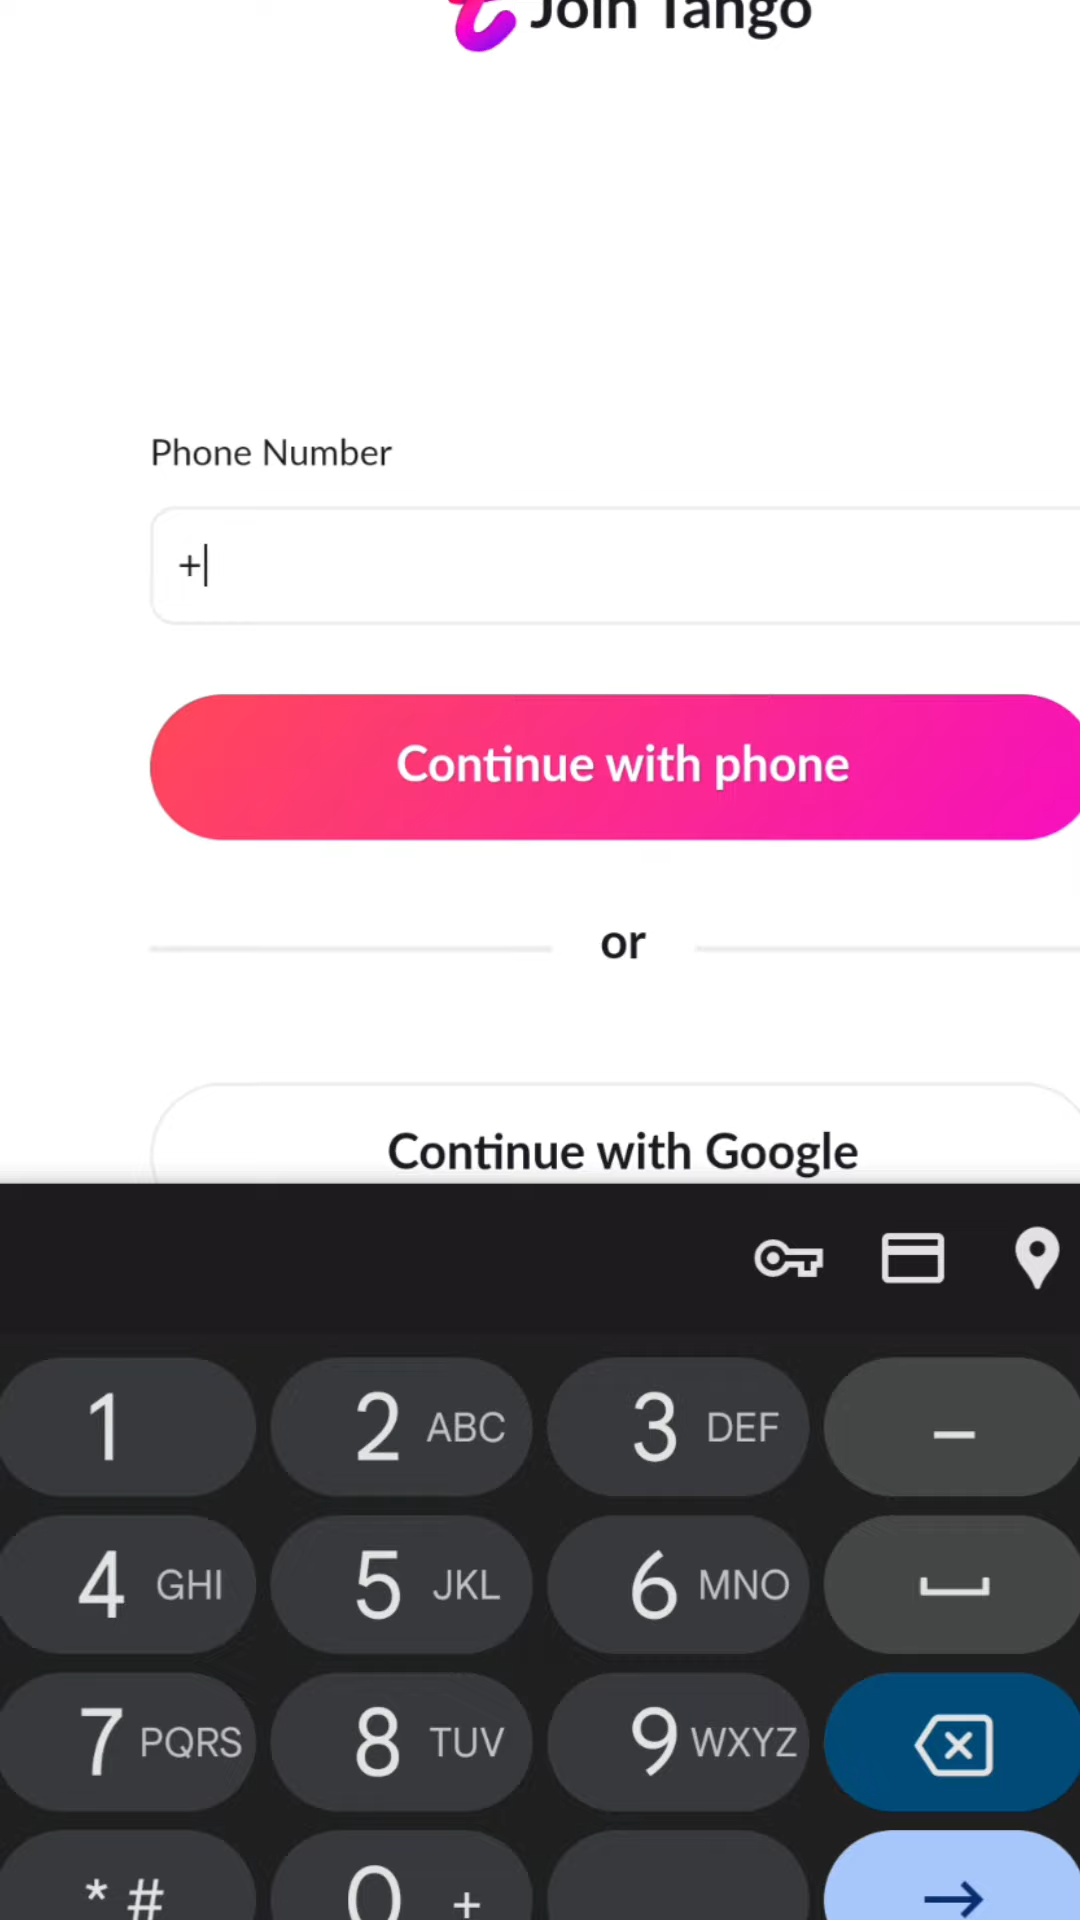 Join Tango
Phone Number
+
Continue with phone
or
Continue with Google
1 2 ABC 3 DEF –
4 GHI 5 JKL 6 MNO
7 PQRS 8 TUV 9 WXYZ
* # 0 +